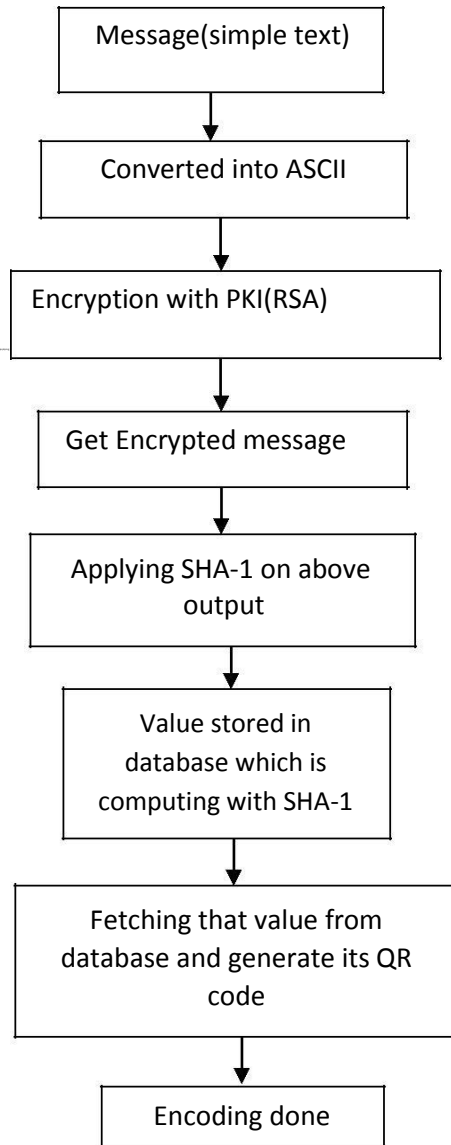 Message(simple text)
Converted into ASCII
Encryption with PKI(RSA)
Get Encrypted message
Applying SHA-1 on above
output
Value stored in
database which is
computing with SHA-1
Fetching that value from
database and generate its QR
code
Encoding done